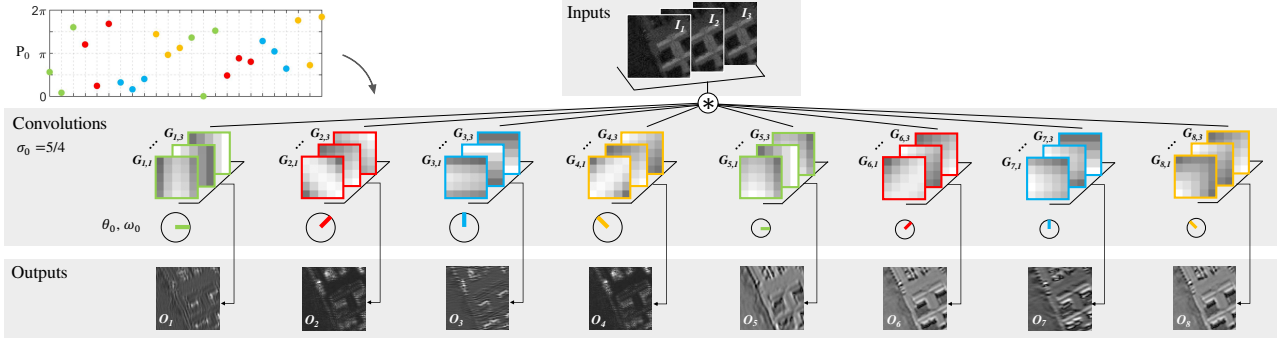 2π
P₀ π
0
Inputs
I₁ I₂ I₃
*
Convolutions
σ₀ =5/4
G₁,₃ G₂,₃ G₃,₃ G₄,₃ G₅,₃ G₆,₃ G₇,₃ G₈,₃
... ... ... ... ... ... ... ...
G₁,₁ G₂,₁ G₃,₁ G₄,₁ G₅,₁ G₆,₁ G₇,₁ G₈,₁
θ₀, ω₀
Outputs
O₁ O₂ O₃ O₄ O₅ O₆ O₇ O₈